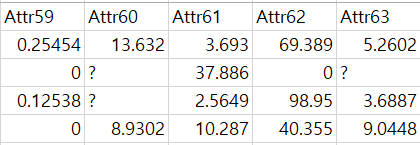 Attr59 Attr60 Attr61 Attr62 Attr63
0.25454 13.632 3.693 69.389 5.2602
0 ? 37.886 0 ?
0.12538 ? 2.5649 98.95 3.6887
0 8.9302 10.287 40.355 9.0448